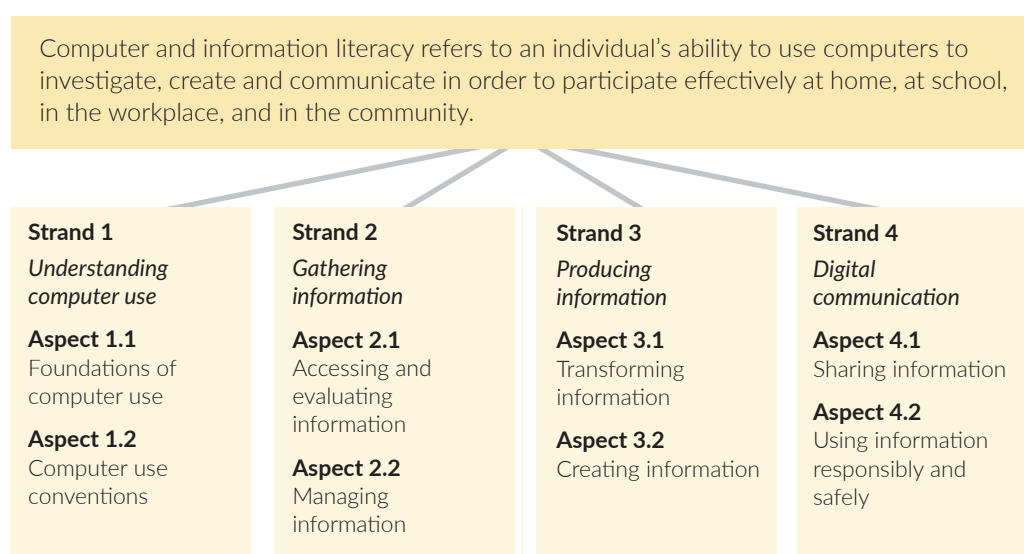 Computer and information literacy refers to an individual's ability to use computers to
investigate, create and communicate in order to participate effectively at home, at school,
in the workplace, and in the community.
Strand 1
Understanding
computer use
Aspect 1.1
Foundations of
computer use
Aspect 1.2
Computer use
conventions
Strand 2
Gathering
information
Aspect 2.1
Accessing and
evaluating
information
Aspect 2.2
Managing
information
Strand 3
Producing
information
Aspect 3.1
Transforming
information
Aspect 3.2
Creating information
Strand 4
Digital
communication
Aspect 4.1
Sharing information
Aspect 4.2
Using information
responsibly and
safely